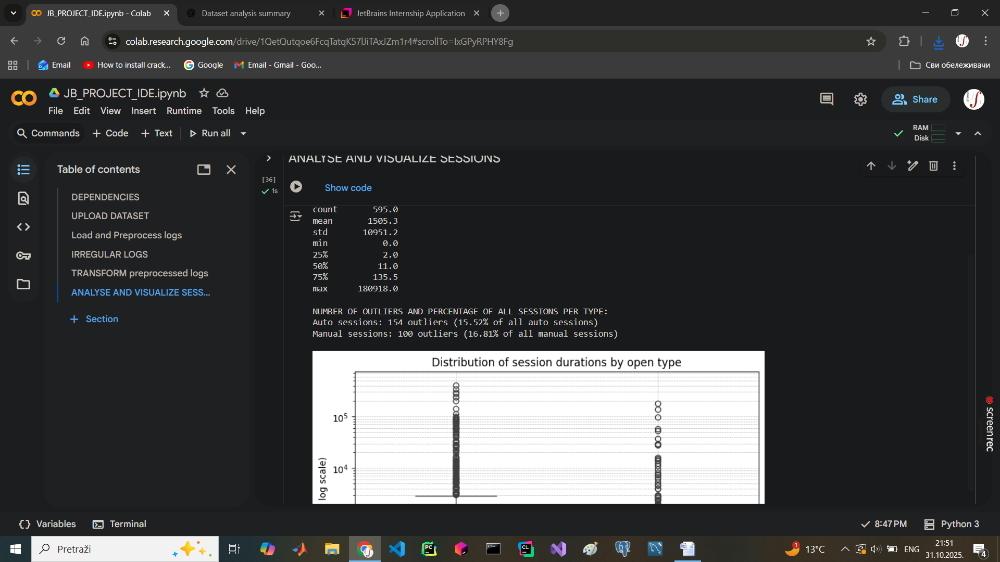 JB_PROJECT_IDE.ipynb - Colab
Dataset analysis summary
JetBrains Internship Application
colab.research.google.com/drive/1QetQutqoe6FcqTatqK57lJiTAxJZm1r4#scrollTo=IxGPyRPHY8Fg
Email
How to install crack...
Google
Email - Gmail - Goo...
Сви обележивачи
JB_PROJECT_IDE.ipynb
File Edit View Insert Runtime Tools Help
Share
Commands + Code + Text Run all
RAM
Disk
Table of contents
DEPENDENCIES
UPLOAD DATASET
Load and Preprocess logs
IRREGULAR LOGS
TRANSFORM preprocessed logs
ANALYSE AND VISUALIZE SESS...
+ Section
ANALYSE AND VISUALIZE SESSIONS
[36]
1s
Show code
count 595.0
mean 1505.3
std 10951.2
min 0.0
25% 2.0
50% 11.0
75% 135.5
max 180918.0
NUMBER OF OUTLIERS AND PERCENTAGE OF ALL SESSIONS PER TYPE:
Auto sessions: 154 outliers (15.52% of all auto sessions)
Manual sessions: 100 outliers (16.81% of all manual sessions)
Distribution of session durations by open type
10⁵
10⁴
log scale)
screenrec
Variables
Terminal
8:47 PM
Python 3
Pretraži
PC
CL
1
13°C
ENG
21:51
31.10.2025.
4